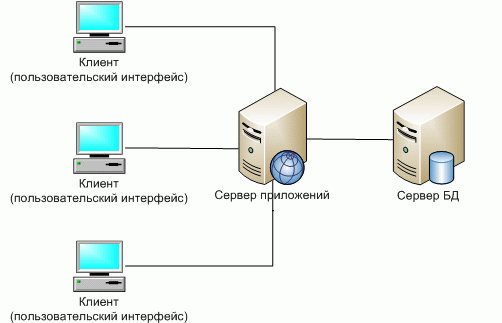 Клиент
(пользовательский интерфейс)
Клиент
(пользовательский интерфейс)
Сервер приложений
Сервер БД
Клиент
(пользовательский интерфейс)